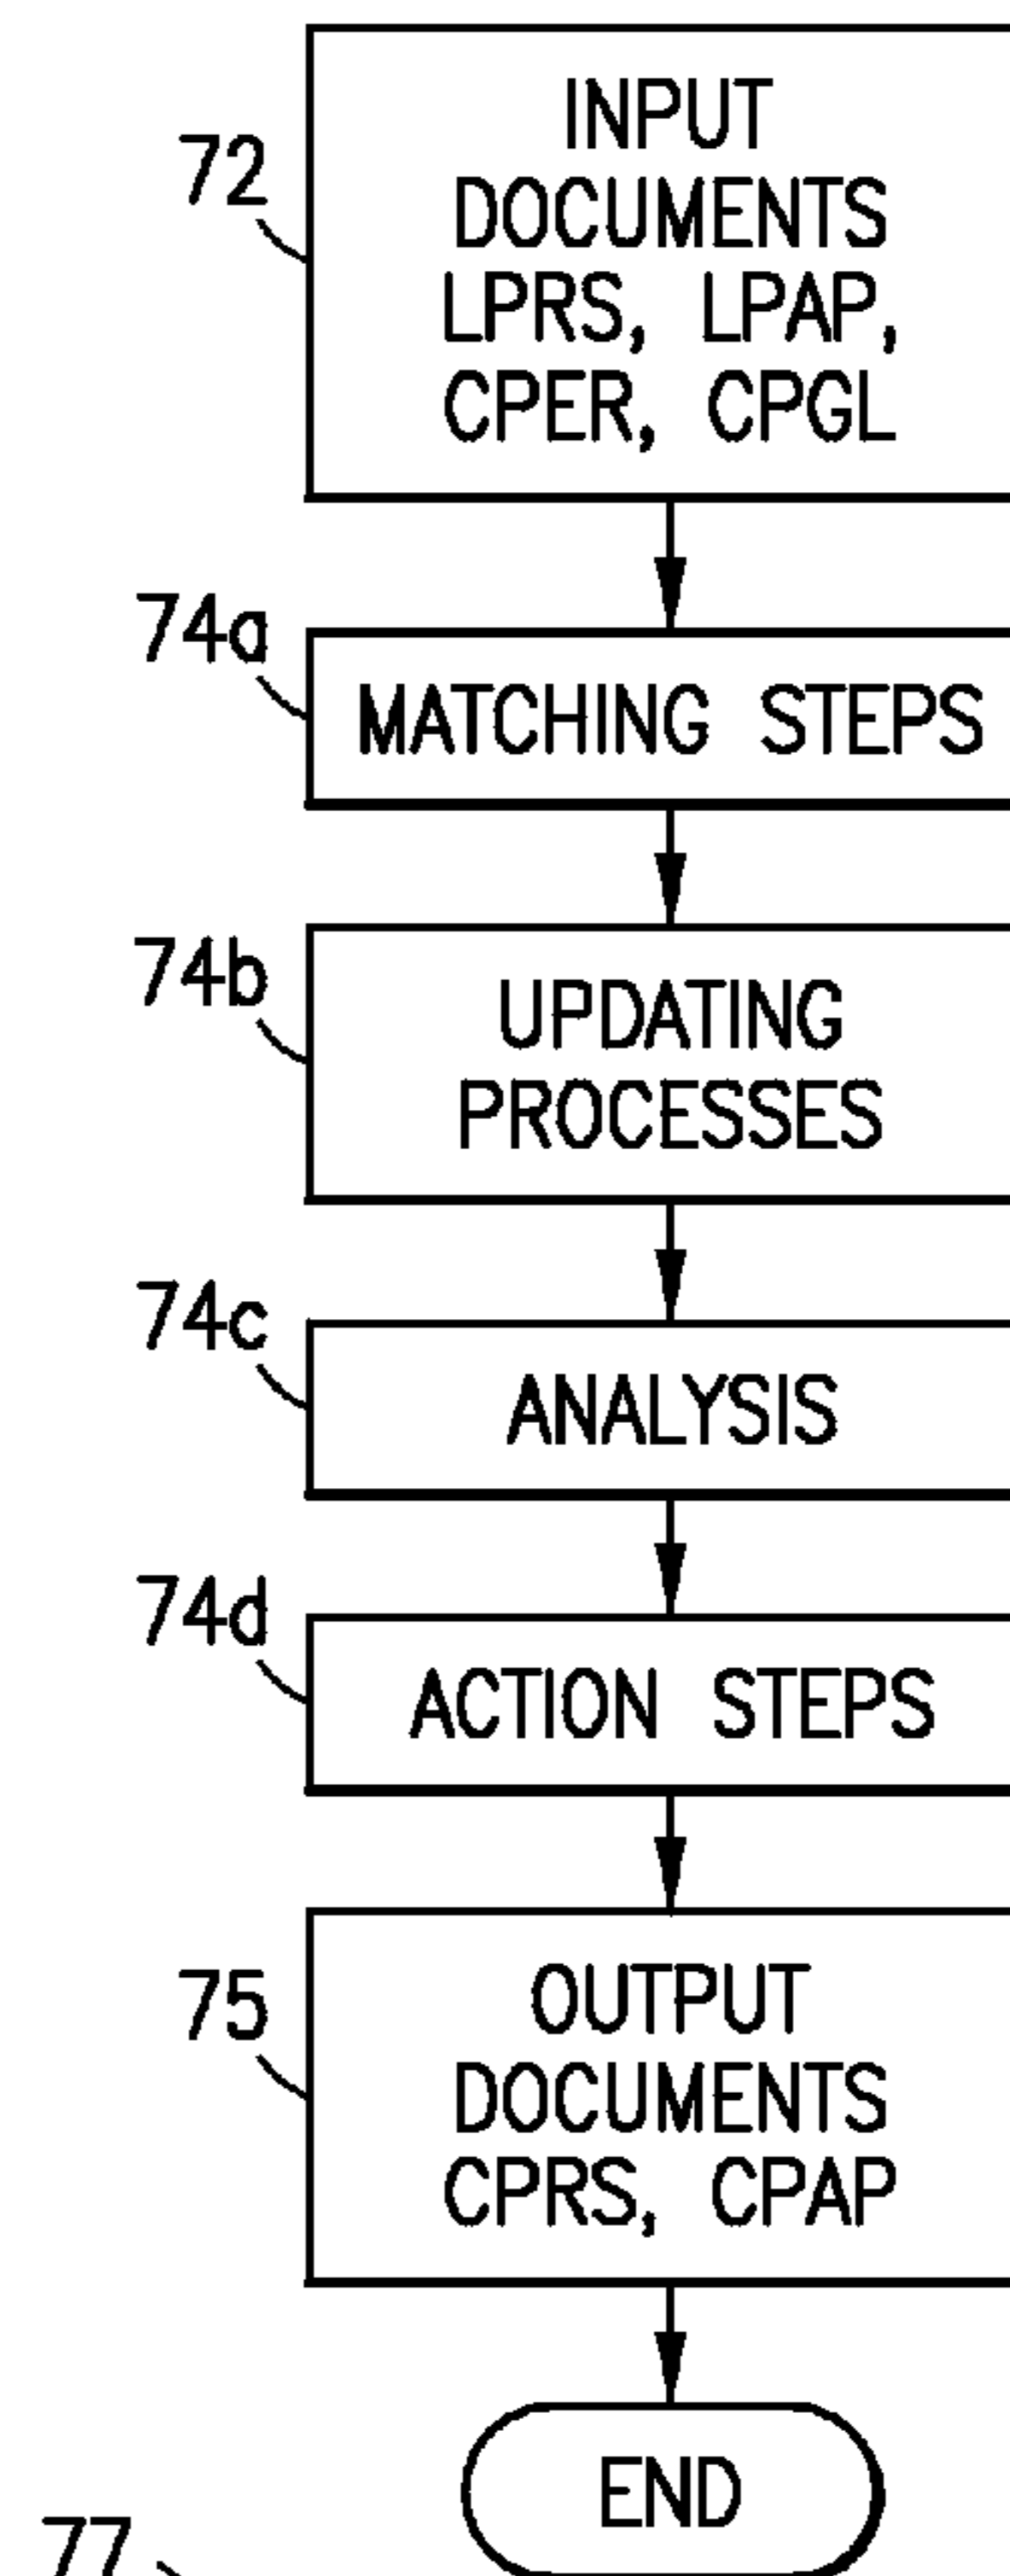 72
INPUT
DOCUMENTS
LPRS, LPAP,
CPER, CPGL
74a
MATCHING STEPS
74b
UPDATING
PROCESSES
74c
ANALYSIS
74d
ACTION STEPS
75
OUTPUT
DOCUMENTS
CPRS, CPAP
END
77